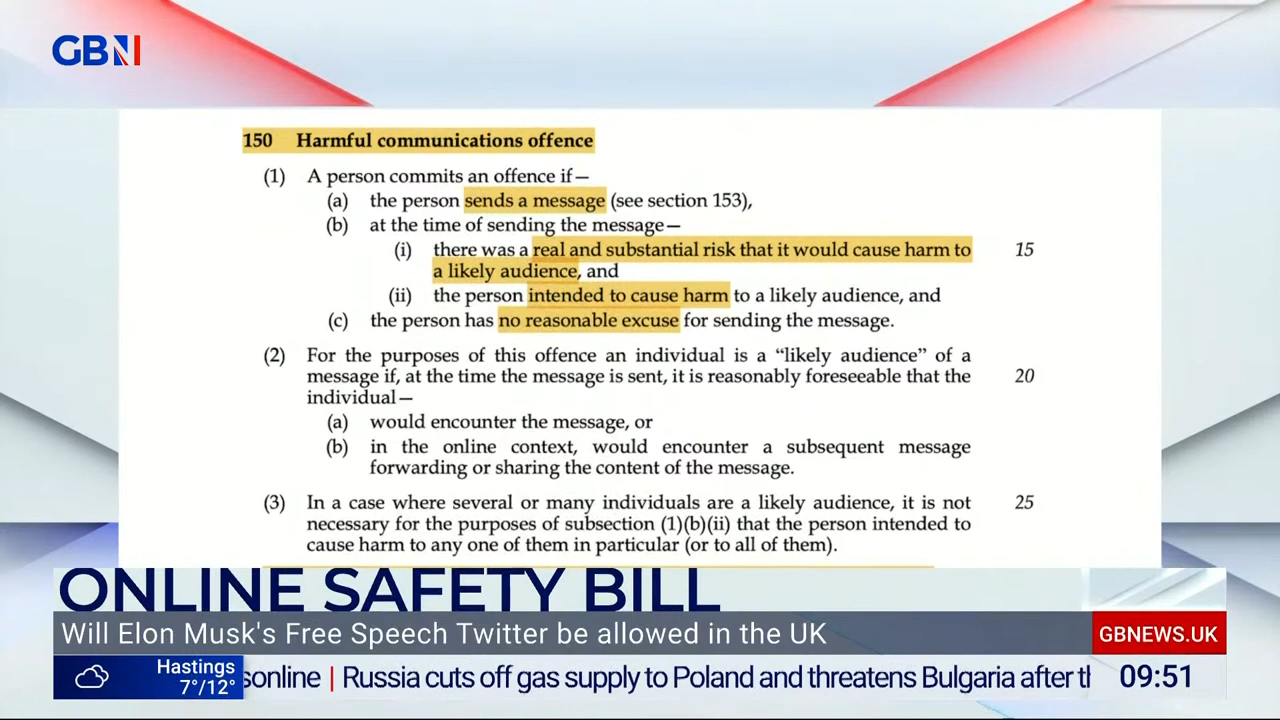 GBN
150 Harmful communications offence
(1) A person commits an offence if—
(a) the person sends a message (see section 153),
(b) at the time of sending the message—
(i) there was a real and substantial risk that it would cause harm to 15
a likely audience, and
(ii) the person intended to cause harm to a likely audience, and
(c) the person has no reasonable excuse for sending the message.
(2) For the purposes of this offence an individual is a “likely audience” of a
message if, at the time the message is sent, it is reasonably foreseeable that the 20
individual—
(a) would encounter the message, or
(b) in the online context, would encounter a subsequent message
forwarding or sharing the content of the message.
(3) In a case where several or many individuals are a likely audience, it is not 25
necessary for the purposes of subsection (1)(b)(ii) that the person intended to
cause harm to any one of them in particular (or to all of them).
ONLINE SAFETY BILL
Will Elon Musk's Free Speech Twitter be allowed in the UK
GBNEWS.UK
Hastings
7°/12°
sonline | Russia cuts off gas supply to Poland and threatens Bulgaria after
09:51